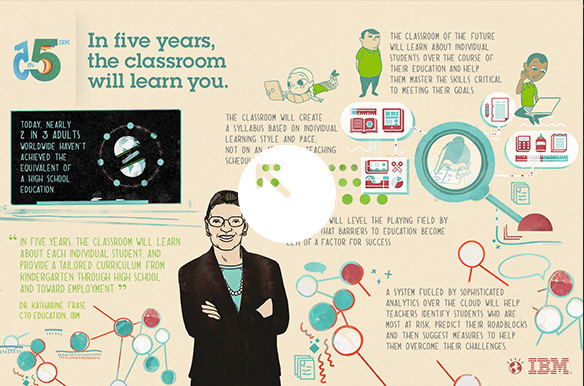 5
IN
IBM
In five years,
the classroom
will learn you.
THE CLASSROOM OF THE FUTURE
WILL LEARN ABOUT INDIVIDUAL
STUDENTS OVER THE COURSE OF
THEIR EDUCATION AND HELP
THEM MASTER THE SKILLS CRITICAL
TO MEETING THEIR GOALS.
TODAY, NEARLY
2 IN 3 ADULTS
WORLDWIDE HAVEN'T
ACHIEVED THE
EQUIVALENT OF
A HIGH SCHOOL
EDUCATION
THE CLASSROOM WILL CREATE
A SYLLABUS BASED ON INDIVIDUAL
LEARNING STYLE AND PACE,
NOT ON
SCHEDUL
WILL LEVEL THE PLAYING FIELD BY
THAT BARRIERS TO EDUCATION BECOME
LESS OF A FACTOR FOR SUCCESS.
“IN FIVE YEARS, THE CLASSROOM WILL LEARN
ABOUT EACH INDIVIDUAL STUDENT, AND
PROVIDE A TAILORED CURRICULUM FROM
KINDERGARTEN THROUGH HIGH SCHOOL
AND TOWARD EMPLOYMENT.”
DR. KATHARINE FRASE
CTO EDUCATION, IBM
A SYSTEM FUELED BY SOPHISTICATED
ANALYTICS OVER THE CLOUD WILL HELP
TEACHERS IDENTIFY STUDENTS WHO ARE
MOST AT RISK, PREDICT THEIR ROADBLOCKS
AND THEN SUGGEST MEASURES TO HELP
THEM OVERCOME THEIR CHALLENGES.
IBM